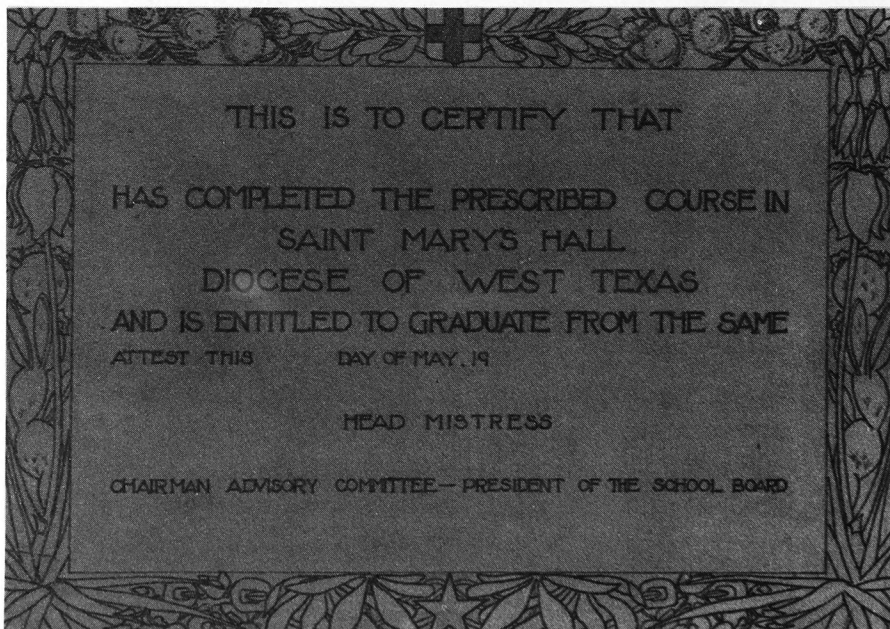 THIS IS TO CERTIFY THAT
HAS COMPLETED THE PRESCRIBED COURSE IN
SAINT MARY'S HALL
DIOCESE OF WEST TEXAS
AND IS ENTITLED TO GRADUATE FROM THE SAME
ATTEST THIS DAY OF MAY, 19
HEAD MISTRESS
CHAIRMAN ADVISORY COMMITTEE — PRESIDENT OF THE SCHOOL BOARD